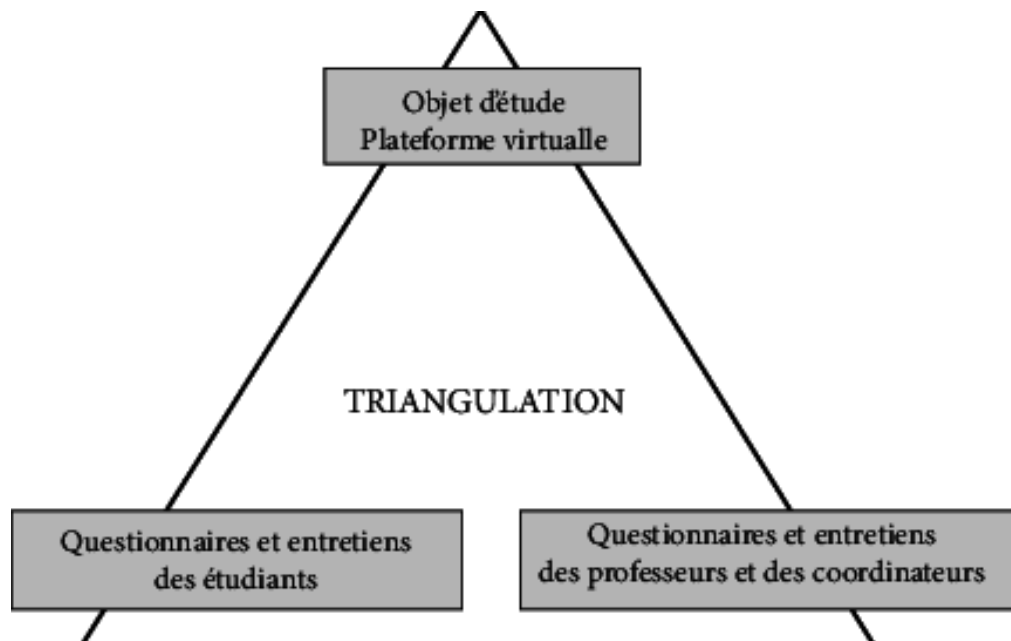 Objet d'étude
Plateforme virtualle
TRIANGULATION
Questionnaires et entretiens
des étudiants
Questionnaires et entretiens
des professeurs et des coordinateurs